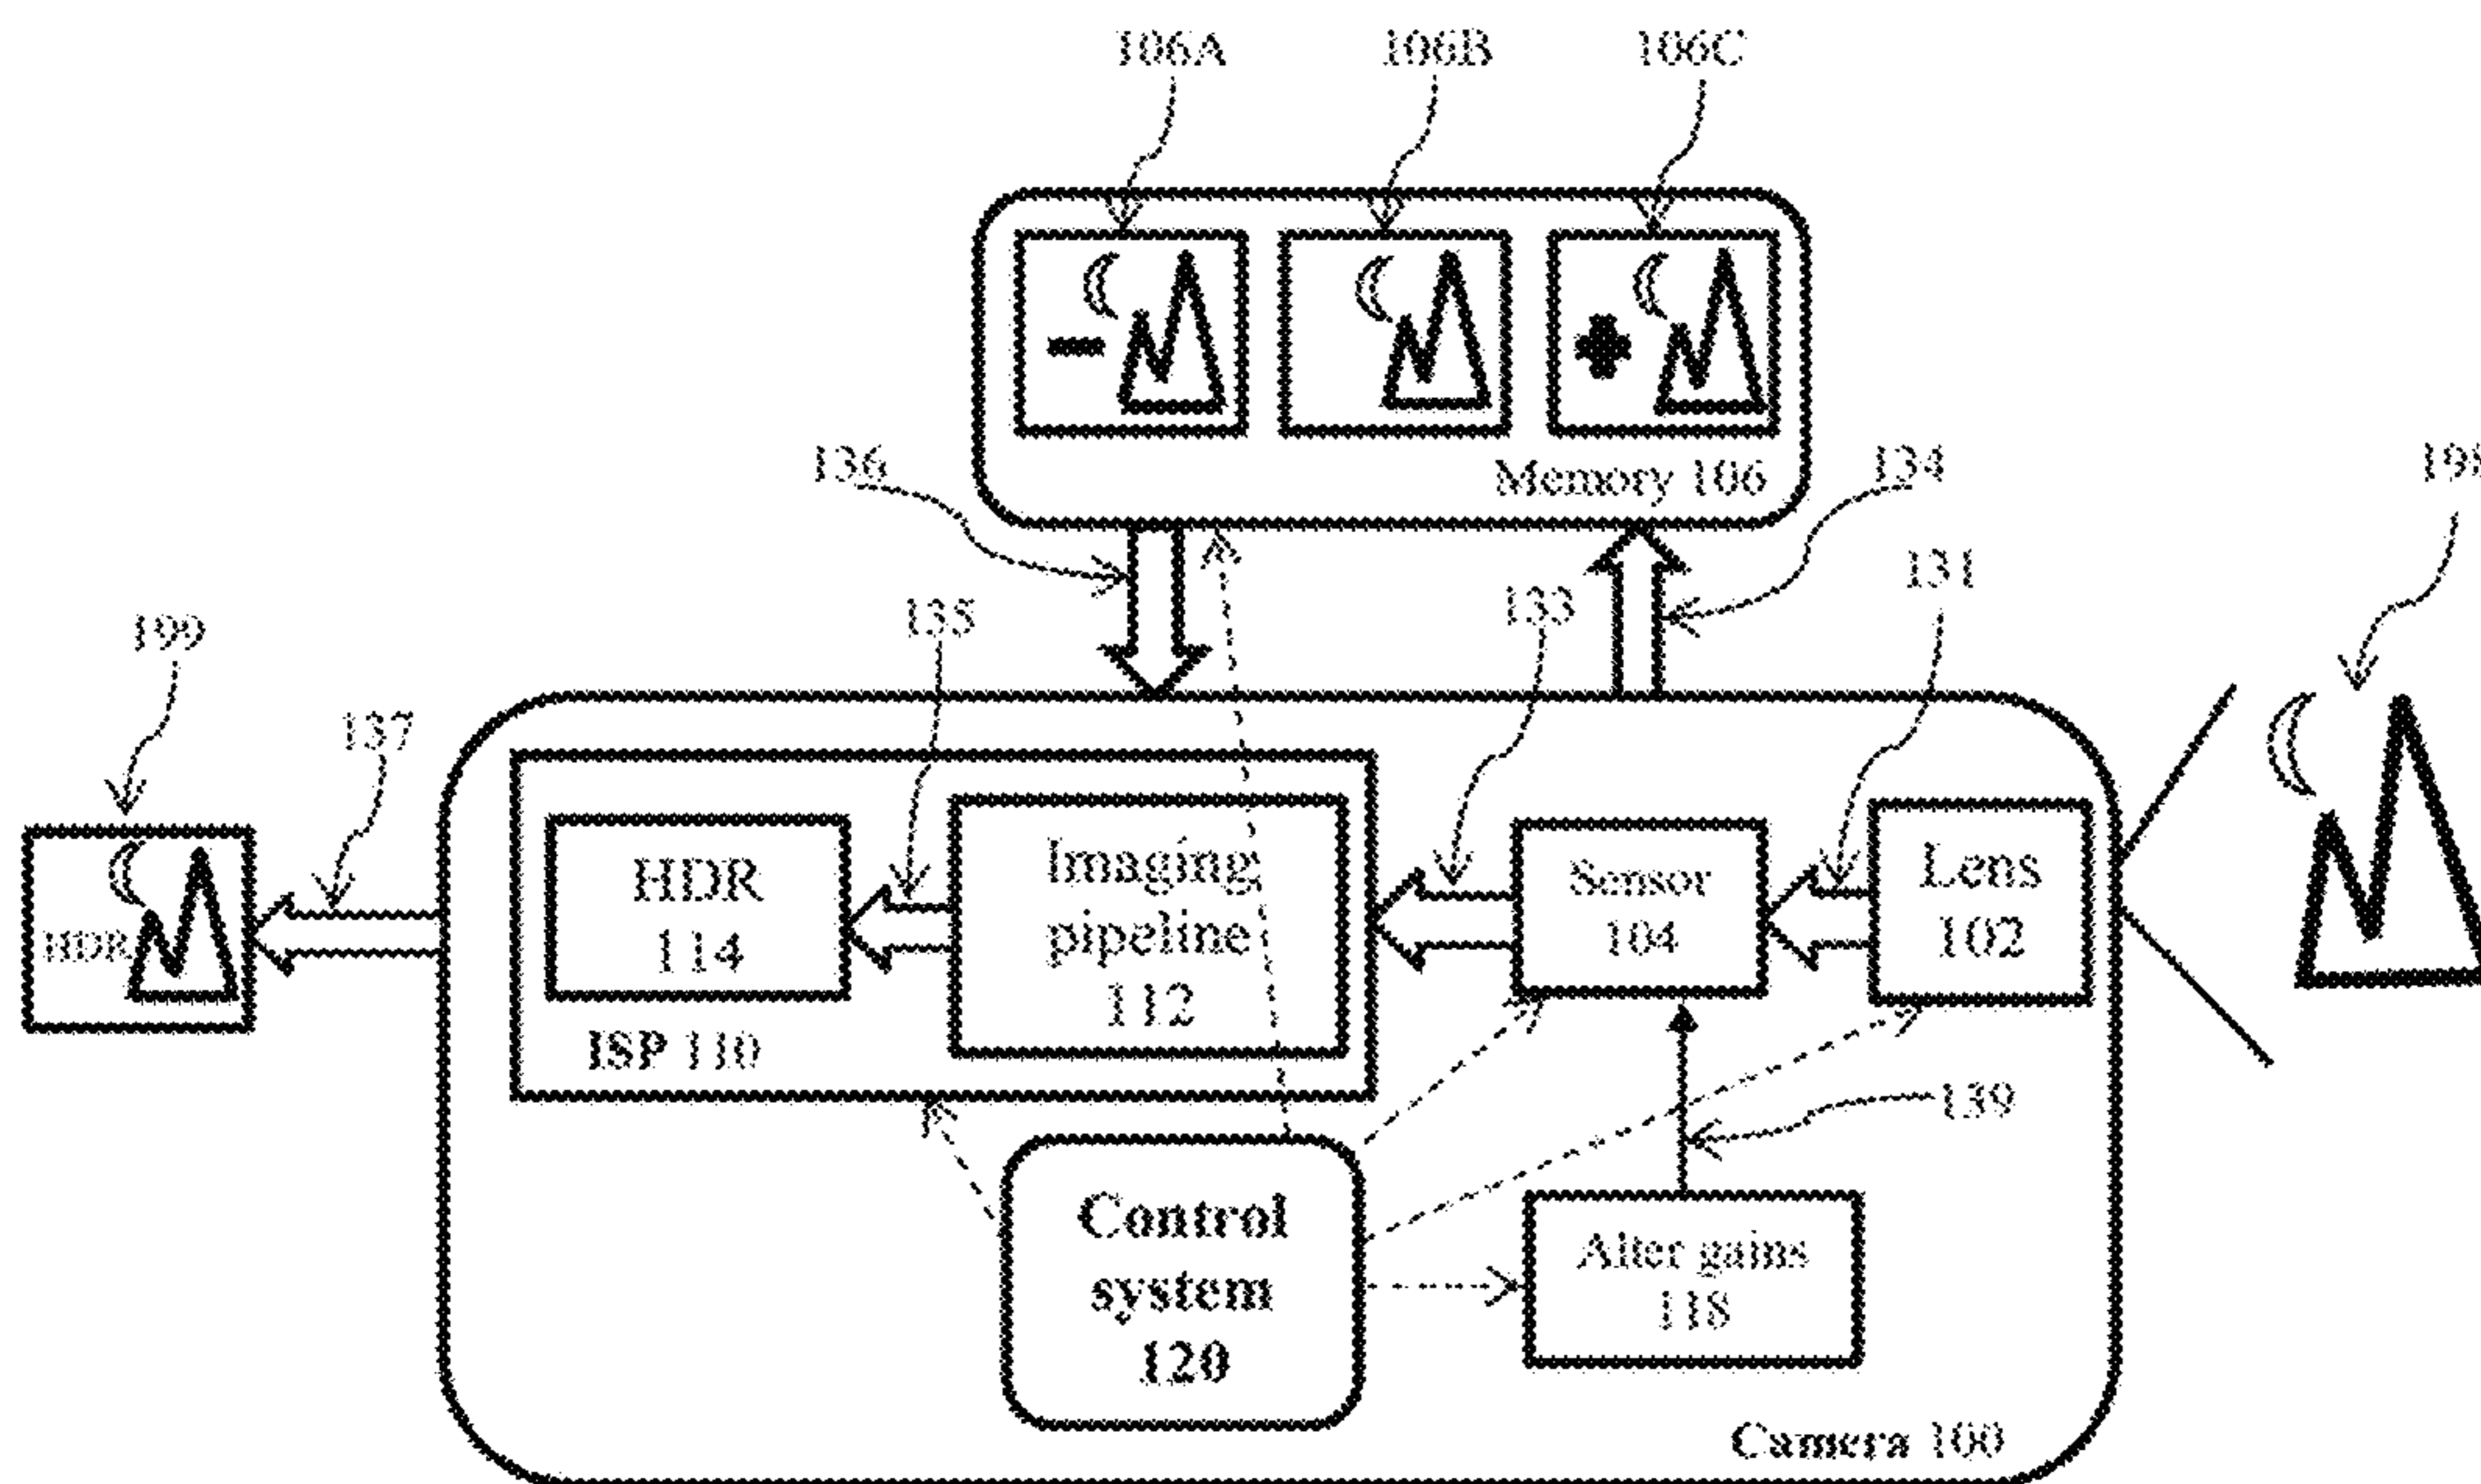 106A 106B 106C
Memory 106
136 134 198
131
199 135 133
137
HDR
HDR
114
Imaging
pipeline
112
Sensor
104
Lens
102
ISP 110
139
Control
system
120
Alter gains
118
Camera 100